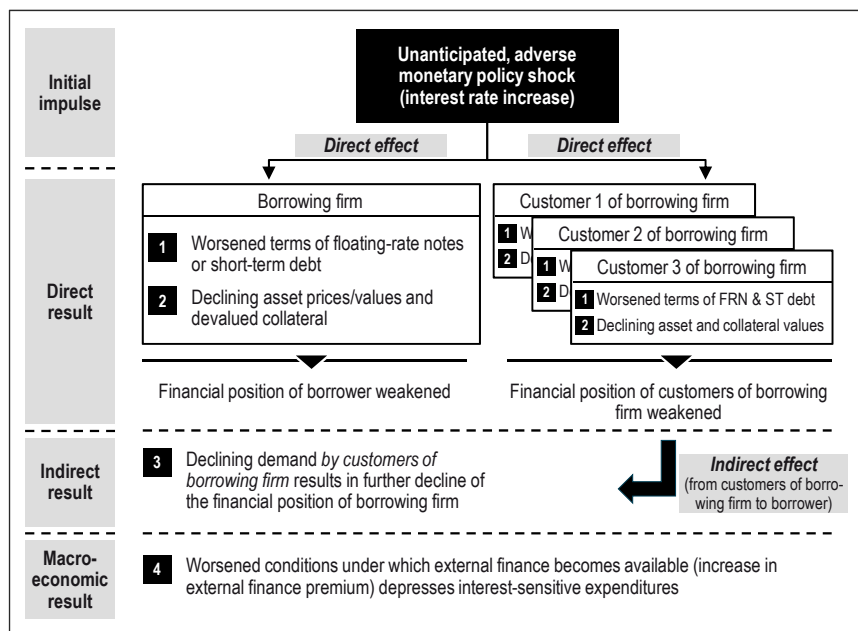 Initial
impulse
Unanticipated, adverse
monetary policy shock
(interest rate increase)
Direct effect
Direct effect
Direct
result
Borrowing firm
1 Worsened terms of floating-rate notes
or short-term debt
2 Declining asset prices/values and
devalued collateral
Customer 1 of borrowing firm
1
2
Customer 2 of borrowing firm
1
2
Customer 3 of borrowing firm
1 Worsened terms of FRN & ST debt
2 Declining asset and collateral values
Financial position of borrower weakened
Financial position of customers of borrowing
firm weakened
Indirect
result
3 Declining demand by customers of
borrowing firm results in further decline of
the financial position of borrowing firm
Indirect effect
(from customers of borro-
wing firm to borrower)
Macro-
economic
result
4 Worsened conditions under which external finance becomes available (increase in
external finance premium) depresses interest-sensitive expenditures